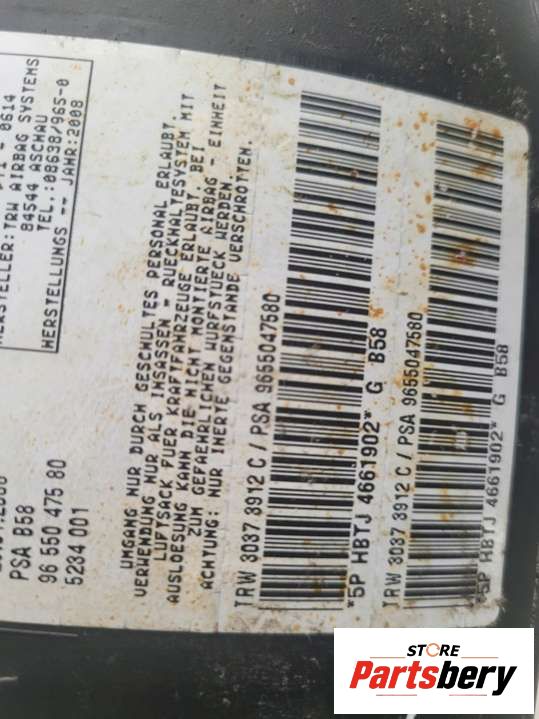 HERSTELLER:TRW AIRBAG SYSTEMS
84544 ASCHAU
TEL.:08638/965-0
HERSTELLUNGS -- JAHR:2008
PSA B58
96 550 475 80
5234 001
UMGANG NUR DURCH GESCHULTES PERSONAL ERLAUBT.
VERWENDUNG NUR ALS INSASSEN - RUECKHALTESYSTEM MIT
LUFTSACK FUER KRAFTFAHRZEUGE ERLAUBT. BEI
AUSLOESUNG KANN DIE NICHT MONTIERTE AIRBAG - EINHEIT
ZUM GEFAEHRLICHEN WURFSTUECK WERDEN.
ACHTUNG: NUR INERTE GEGENSTAENDE VERSCHROTTEN.
TRW 3037 3912 C / PSA 9655047580
*5P HBTJ 4661902* G B58
TRW 3037 3912 C / PSA 9655047580
*5P HBTJ 4661902* G B58
STORE
Partsbery